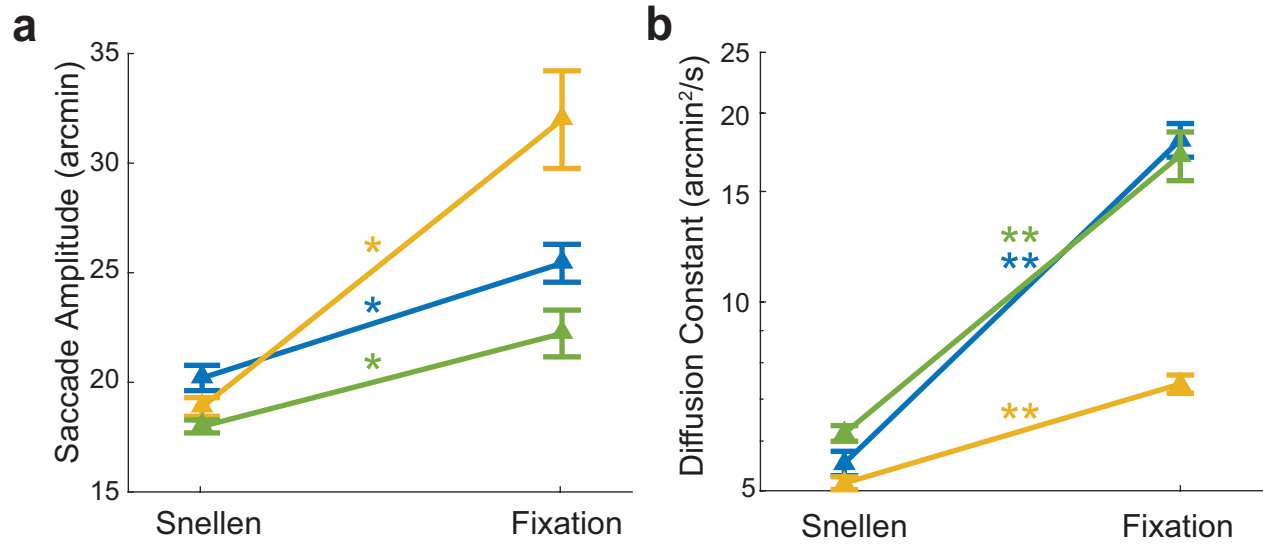 a
Saccade Amplitude (arcmin)
35
30
25
20
15
*
*
*
Snellen
Fixation
b
Diffusion Constant (arcmin²/s)
25
20
15
10
5
**
**
**
Snellen
Fixation